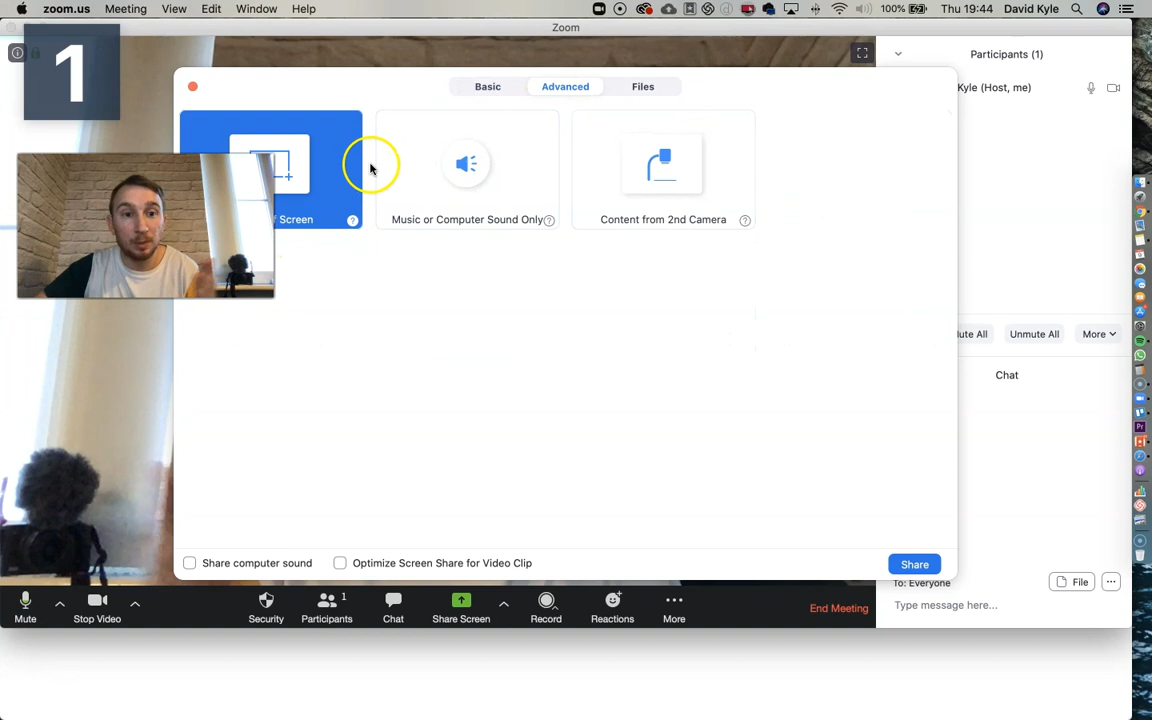 zoom.us Meeting View Edit Window Help 100% Thu 19:44 David Kyle
Zoom
1
Basic Advanced Files
Participants (1)
Kyle (Host, me)
Screen
Music or Computer Sound Only
Content from 2nd Camera
Unmute All
More
Chat
Share computer sound
Optimize Screen Share for Video Clip
Share
To: Everyone
File
Type message here...
Mute
Stop Video
Security
1
Participants
Chat
Share Screen
Record
Reactions
More
End Meeting